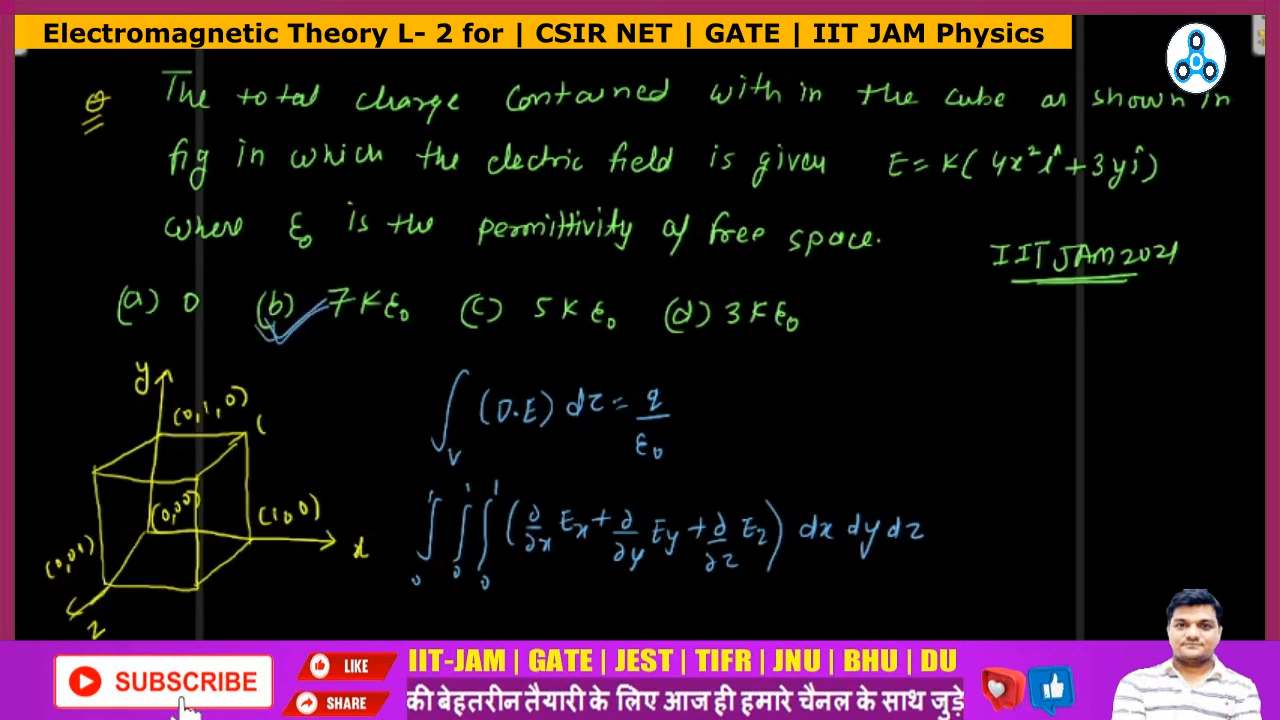 Electromagnetic Theory L- 2 for | CSIR NET | GATE | IIT JAM Physics
Q The total charge contained with in the cube as shown in
fig in which the electric field is given E = K( 4x² î + 3y ĵ)
where ε₀ is the permittivity of free space.
IIT JAM 2021
(a) 0 (b) 7Kε₀ (c) 5Kε₀ (d) 3Kε₀
y
(0,1,0)
(
(0,0,0)
(1,0,0)
x
(0,0,1)
z
∫_V (∇·E) dτ = q/ε₀
∫₀¹ ∫₀¹ ∫₀¹ (∂/∂x Ex + ∂/∂y Ey + ∂/∂z Ez) dx dy dz
SUBSCRIBE
LIKE
SHARE
IIT-JAM | GATE | JEST | TIFR | JNU | BHU | DU
की बेहतरीन तैयारी के लिए आज ही हमारे चैनल के साथ जुड़े